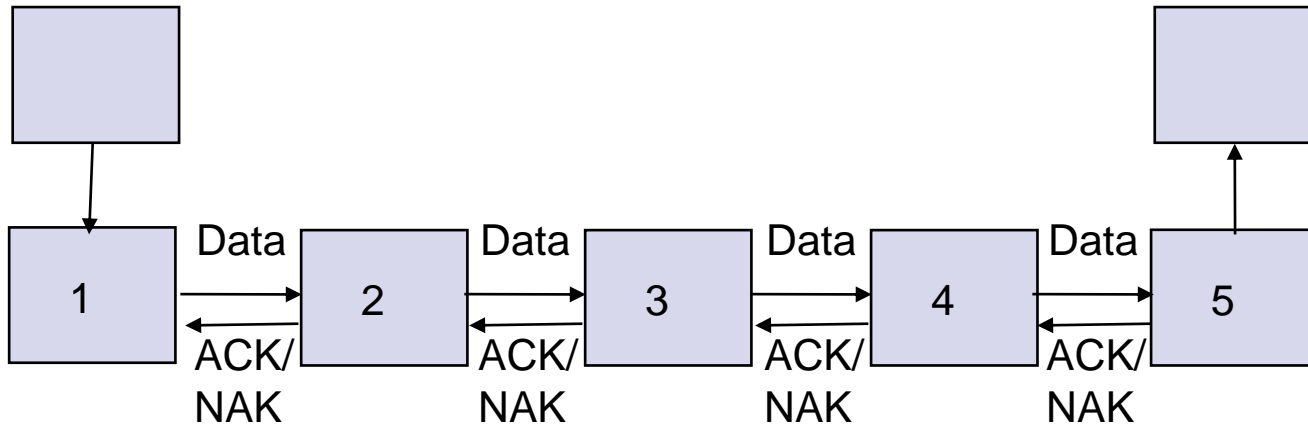 Data Data Data Data
1 2 3 4 5
ACK/ ACK/ ACK/ ACK/
NAK NAK NAK NAK